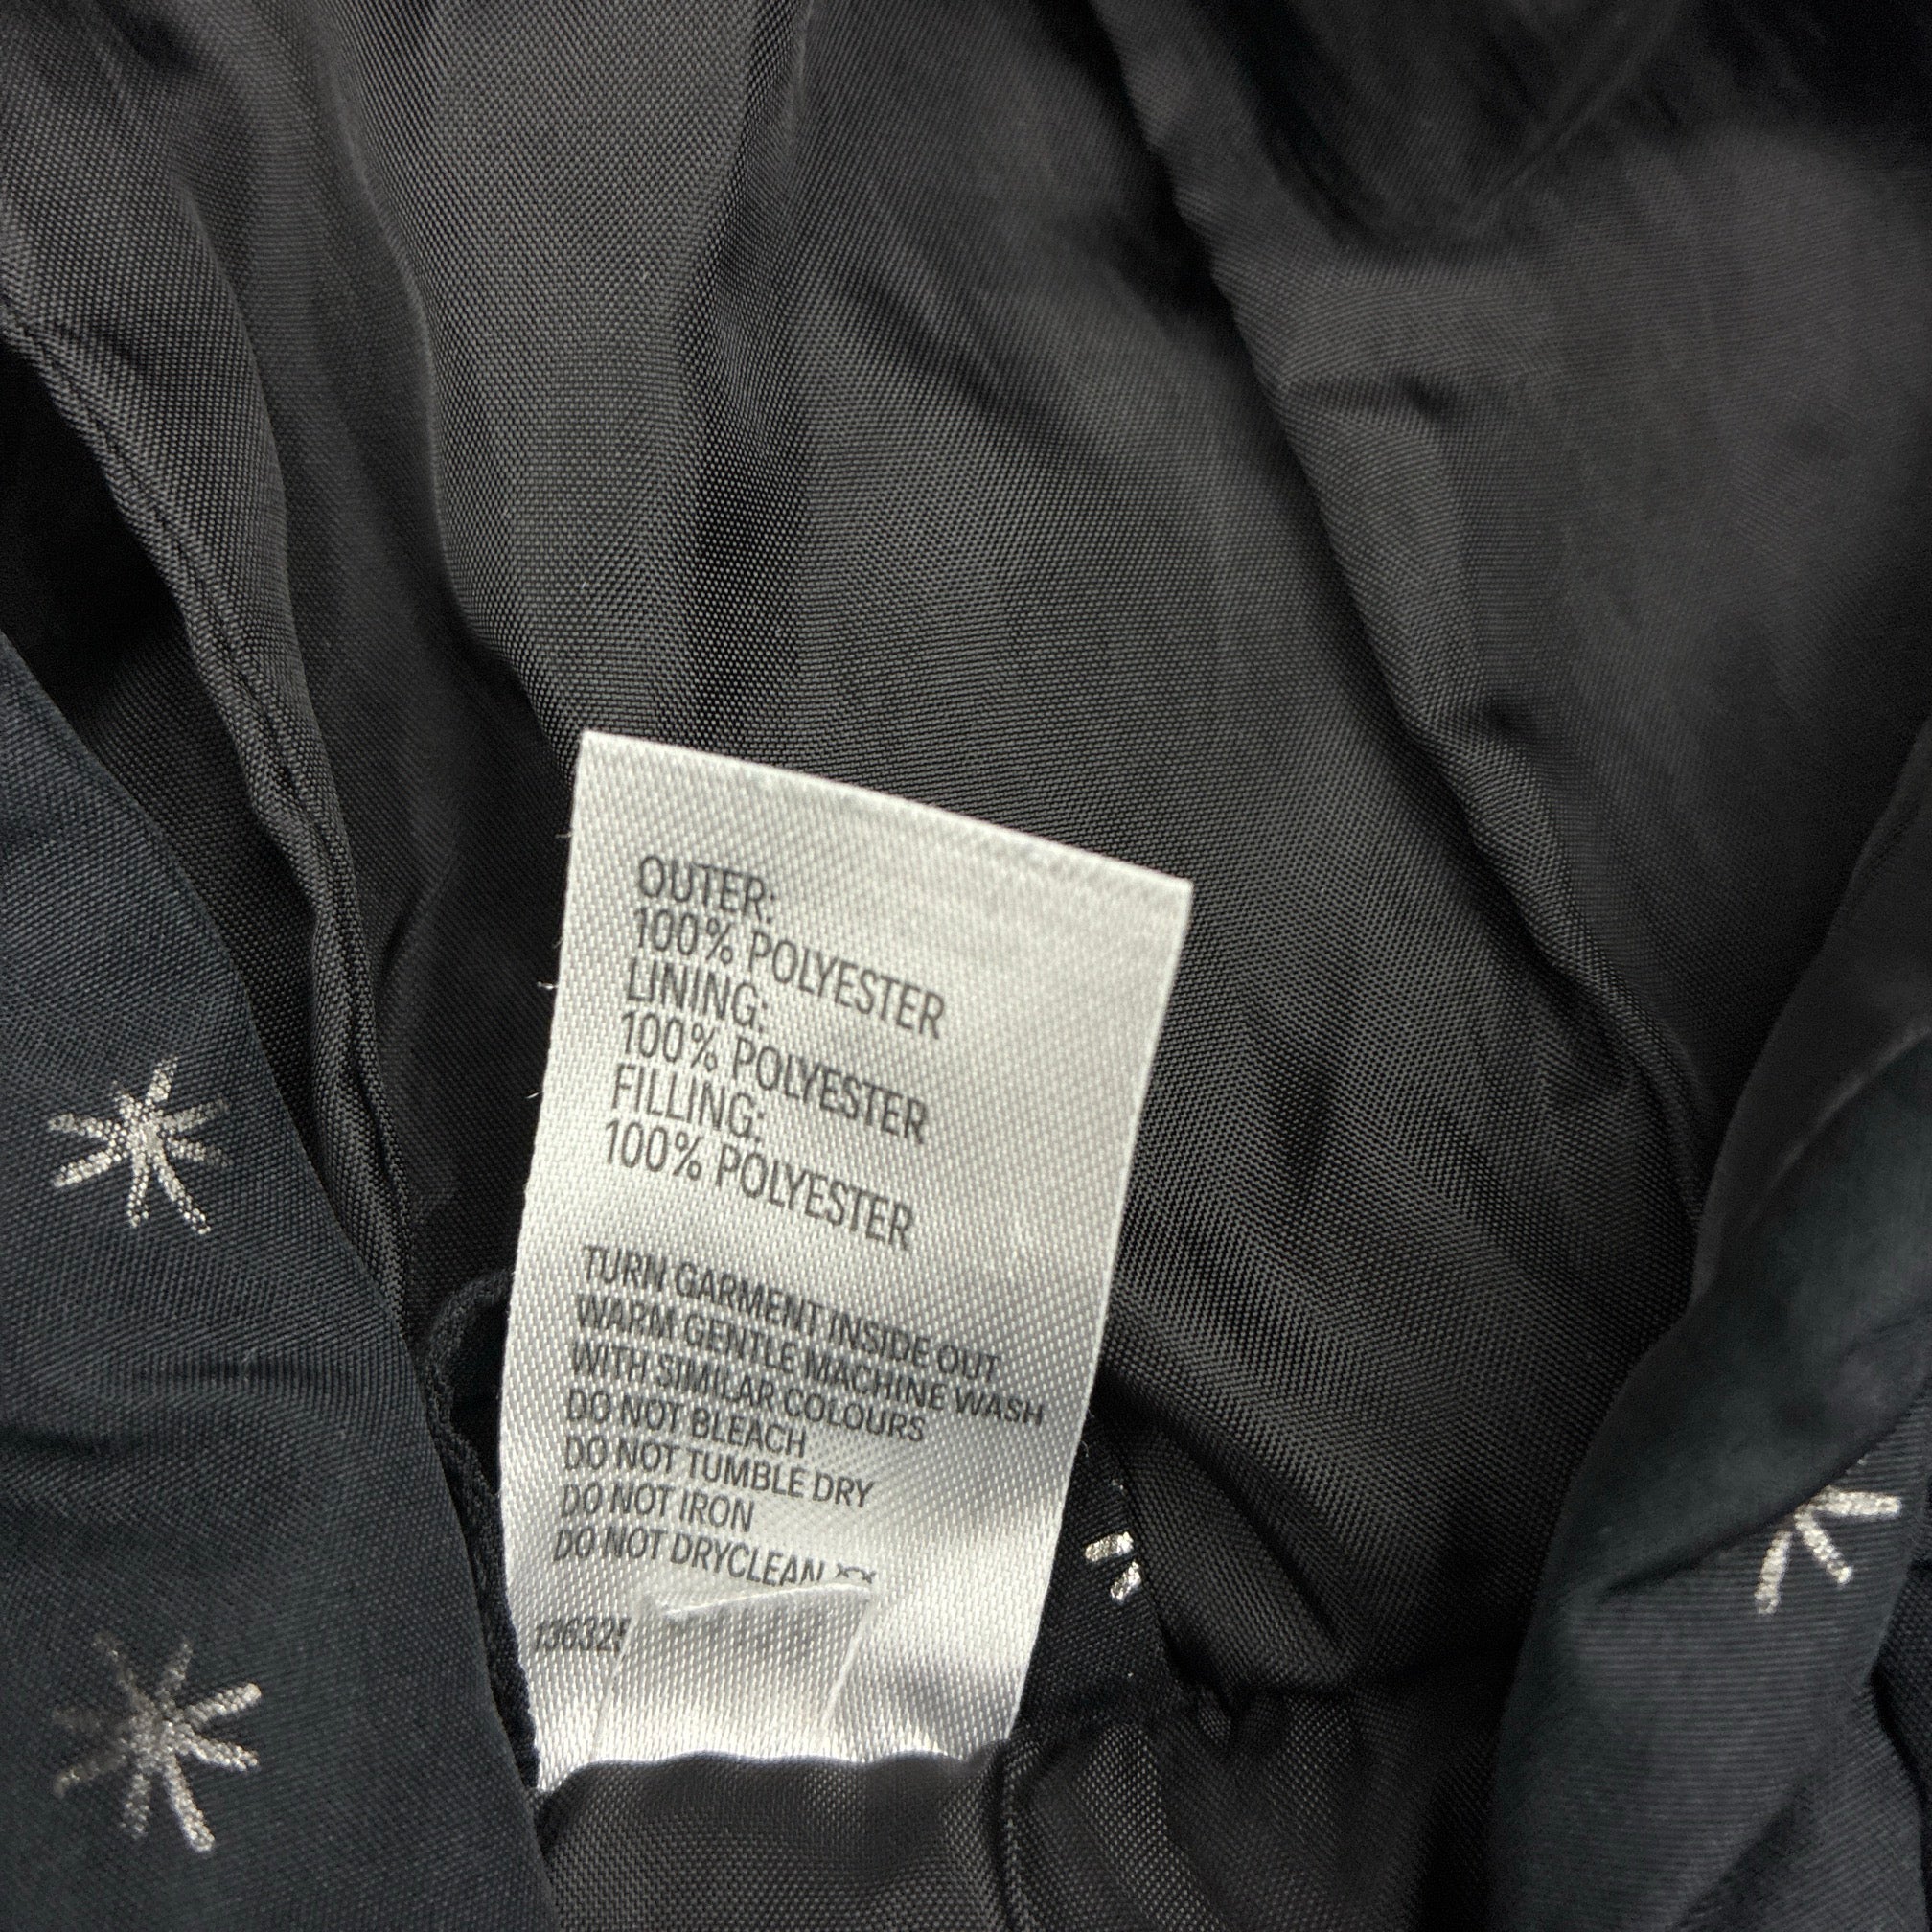 OUTER:
100% POLYESTER
LINING:
100% POLYESTER
FILLING:
100% POLYESTER
TURN GARMENT INSIDE OUT
WARM GENTLE MACHINE WASH
WITH SIMILAR COLOURS
DO NOT BLEACH
DO NOT TUMBLE DRY
DO NOT IRON
DO NOT DRYCLEAN